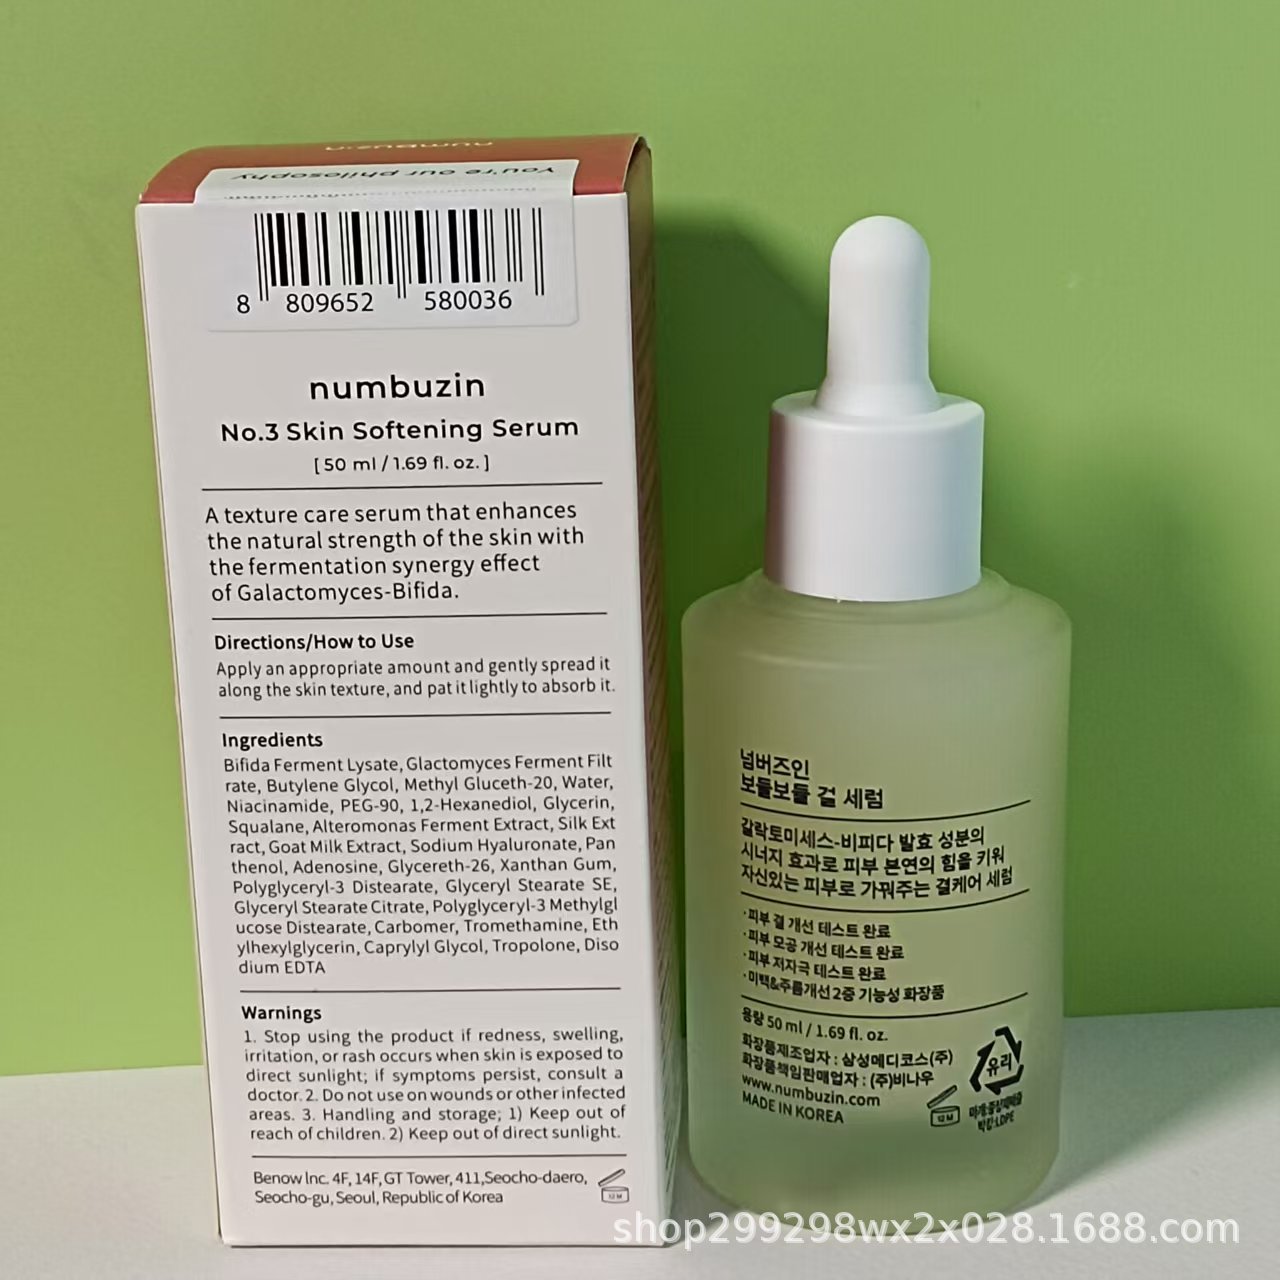 numbuzin
You're our philosophy
8 809652 580036
numbuzin
No.3 Skin Softening Serum
[ 50 ml / 1.69 fl. oz. ]
A texture care serum that enhances
the natural strength of the skin with
the fermentation synergy effect
of Galactomyces-Bifida.
Directions/How to Use
Apply an appropriate amount and gently spread it
along the skin texture, and pat it lightly to absorb it.
Ingredients
Bifida Ferment Lysate, Glactomyces Ferment Filt
rate, Butylene Glycol, Methyl Gluceth-20, Water,
Niacinamide, PEG-90, 1,2-Hexanediol, Glycerin,
Squalane, Alteromonas Ferment Extract, Silk Ext
ract, Goat Milk Extract, Sodium Hyaluronate, Pan
thenol, Adenosine, Glycereth-26, Xanthan Gum,
Polyglyceryl-3 Distearate, Glyceryl Stearate SE,
Glyceryl Stearate Citrate, Polyglyceryl-3 Methylgl
ucose Distearate, Carbomer, Tromethamine, Eth
ylhexylglycerin, Caprylyl Glycol, Tropolone, Diso
dium EDTA
Warnings
1. Stop using the product if redness, swelling,
irritation, or rash occurs when skin is exposed to
direct sunlight; if symptoms persist, consult a
doctor. 2. Do not use on wounds or other infected
areas. 3. Handling and storage; 1) Keep out of
reach of children. 2) Keep out of direct sunlight.
Benow Inc. 4F, 14F, GT Tower, 411,Seocho-daero,
Seocho-gu, Seoul, Republic of Korea
12 M
넘버즈인
보들보들 결 세럼
갈락토미세스-비피다 발효 성분의
시너지 효과로 피부 본연의 힘을 키워
자신있는 피부로 가꿔주는 결케어 세럼
·피부 결 개선 테스트 완료
·피부 모공 개선 테스트 완료
·피부 저자극 테스트 완료
·미백&주름개선 2중 기능성 화장품
용량 50 ml / 1.69 fl. oz.
화장품제조업자 : 삼성메디코스(주)
화장품책임판매업자 : (주)비나우
www.numbuzin.com
MADE IN KOREA
12 M
유리
shop299298wx2x028.1688.com